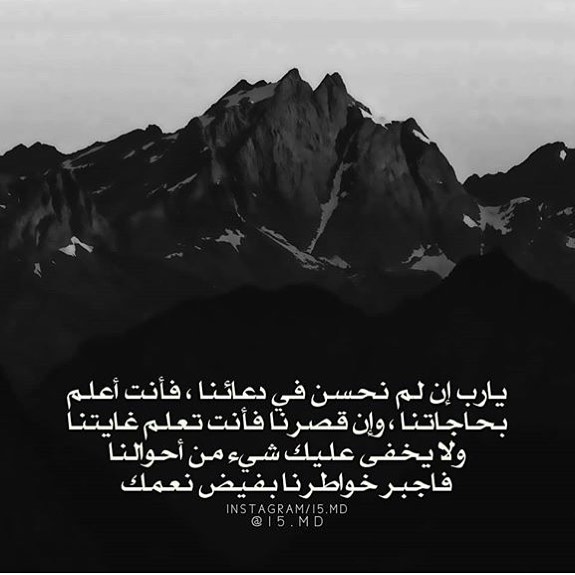 يارب إن لم نحسن في دعائنا ، فأنت أعلم
بحاجاتنا ، وإن قصرنا فأنت تعلم غايتنا
ولا يخفى عليك شيء من أحوالنا
فاجبر خواطرنا بفيض نعمك
INSTAGRAM/15.MD
@15.MD